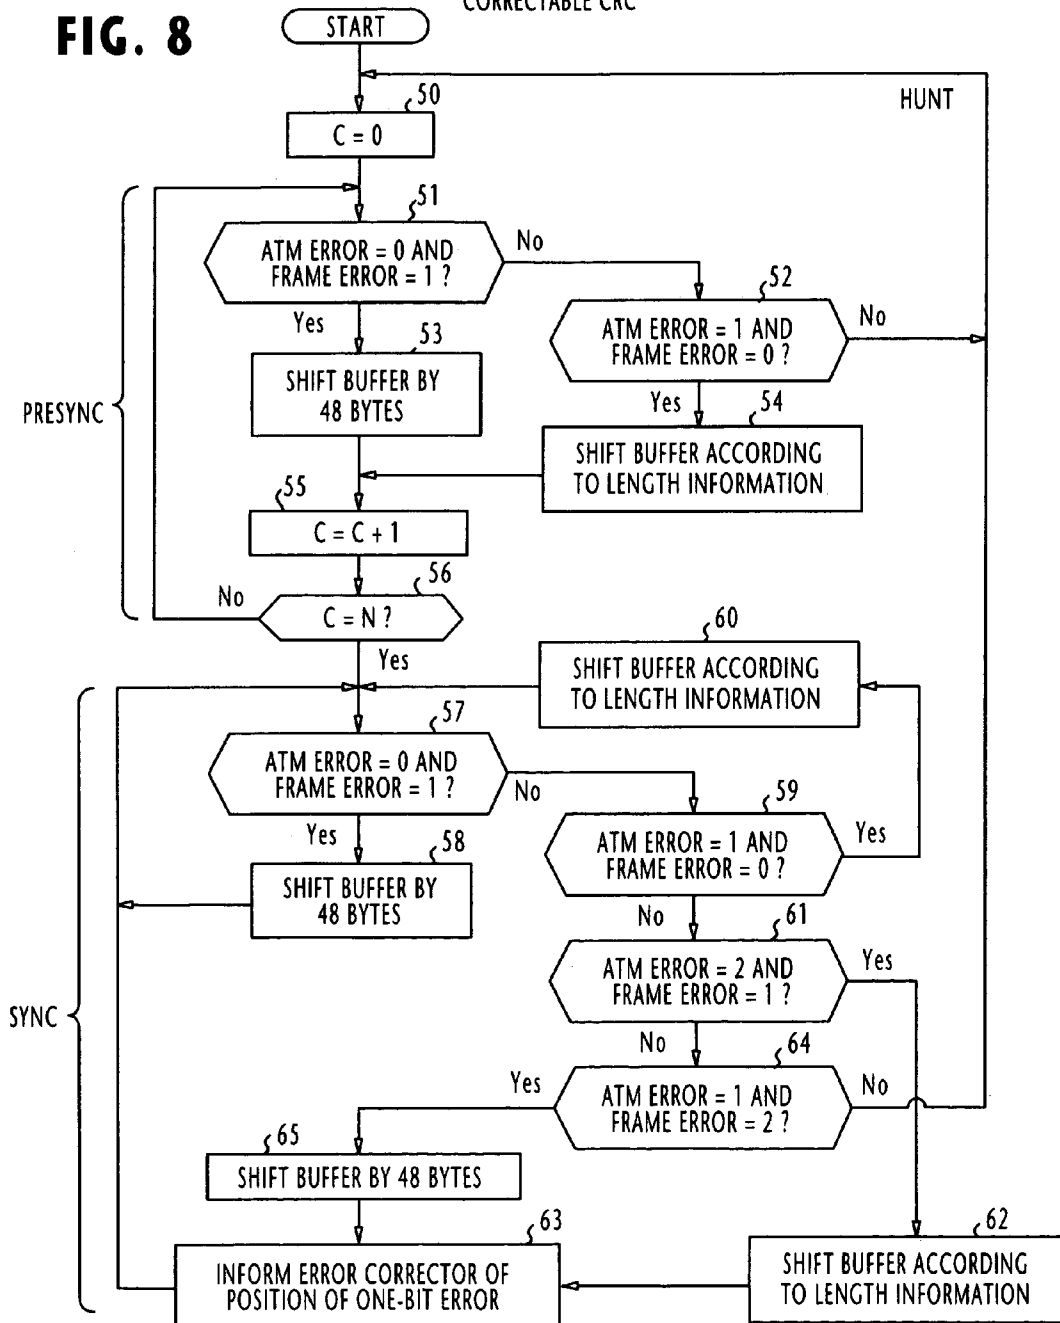 CORRECTABLE CRC
FIG. 8
START
HUNT
50
C = 0
51
ATM ERROR = 0 AND
FRAME ERROR = 1 ?
No
Yes
52
ATM ERROR = 1 AND
FRAME ERROR = 0 ?
No
Yes
53
SHIFT BUFFER BY
48 BYTES
54
SHIFT BUFFER ACCORDING
TO LENGTH INFORMATION
PRESYNC
55
C = C + 1
56
C = N ?
No
Yes
60
SHIFT BUFFER ACCORDING
TO LENGTH INFORMATION
57
ATM ERROR = 0 AND
FRAME ERROR = 1 ?
No
Yes
59
ATM ERROR = 1 AND
FRAME ERROR = 0 ?
Yes
No
58
SHIFT BUFFER BY
48 BYTES
61
ATM ERROR = 2 AND
FRAME ERROR = 1 ?
Yes
No
SYNC
64
ATM ERROR = 1 AND
FRAME ERROR = 2 ?
Yes
No
65
SHIFT BUFFER BY 48 BYTES
63
INFORM ERROR CORRECTOR OF
POSITION OF ONE-BIT ERROR
62
SHIFT BUFFER ACCORDING
TO LENGTH INFORMATION